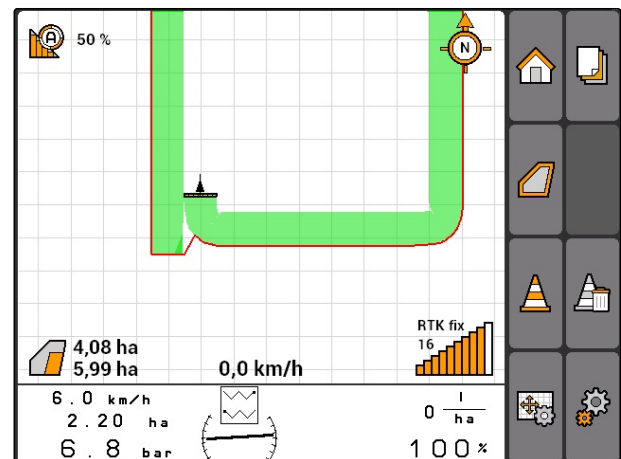 A 50 %
N
RTK fix
16
4,08 ha
5,99 ha
0,0 km/h
6.0 km/h
2.20 ha
6.8 bar
0 l/ha
100%